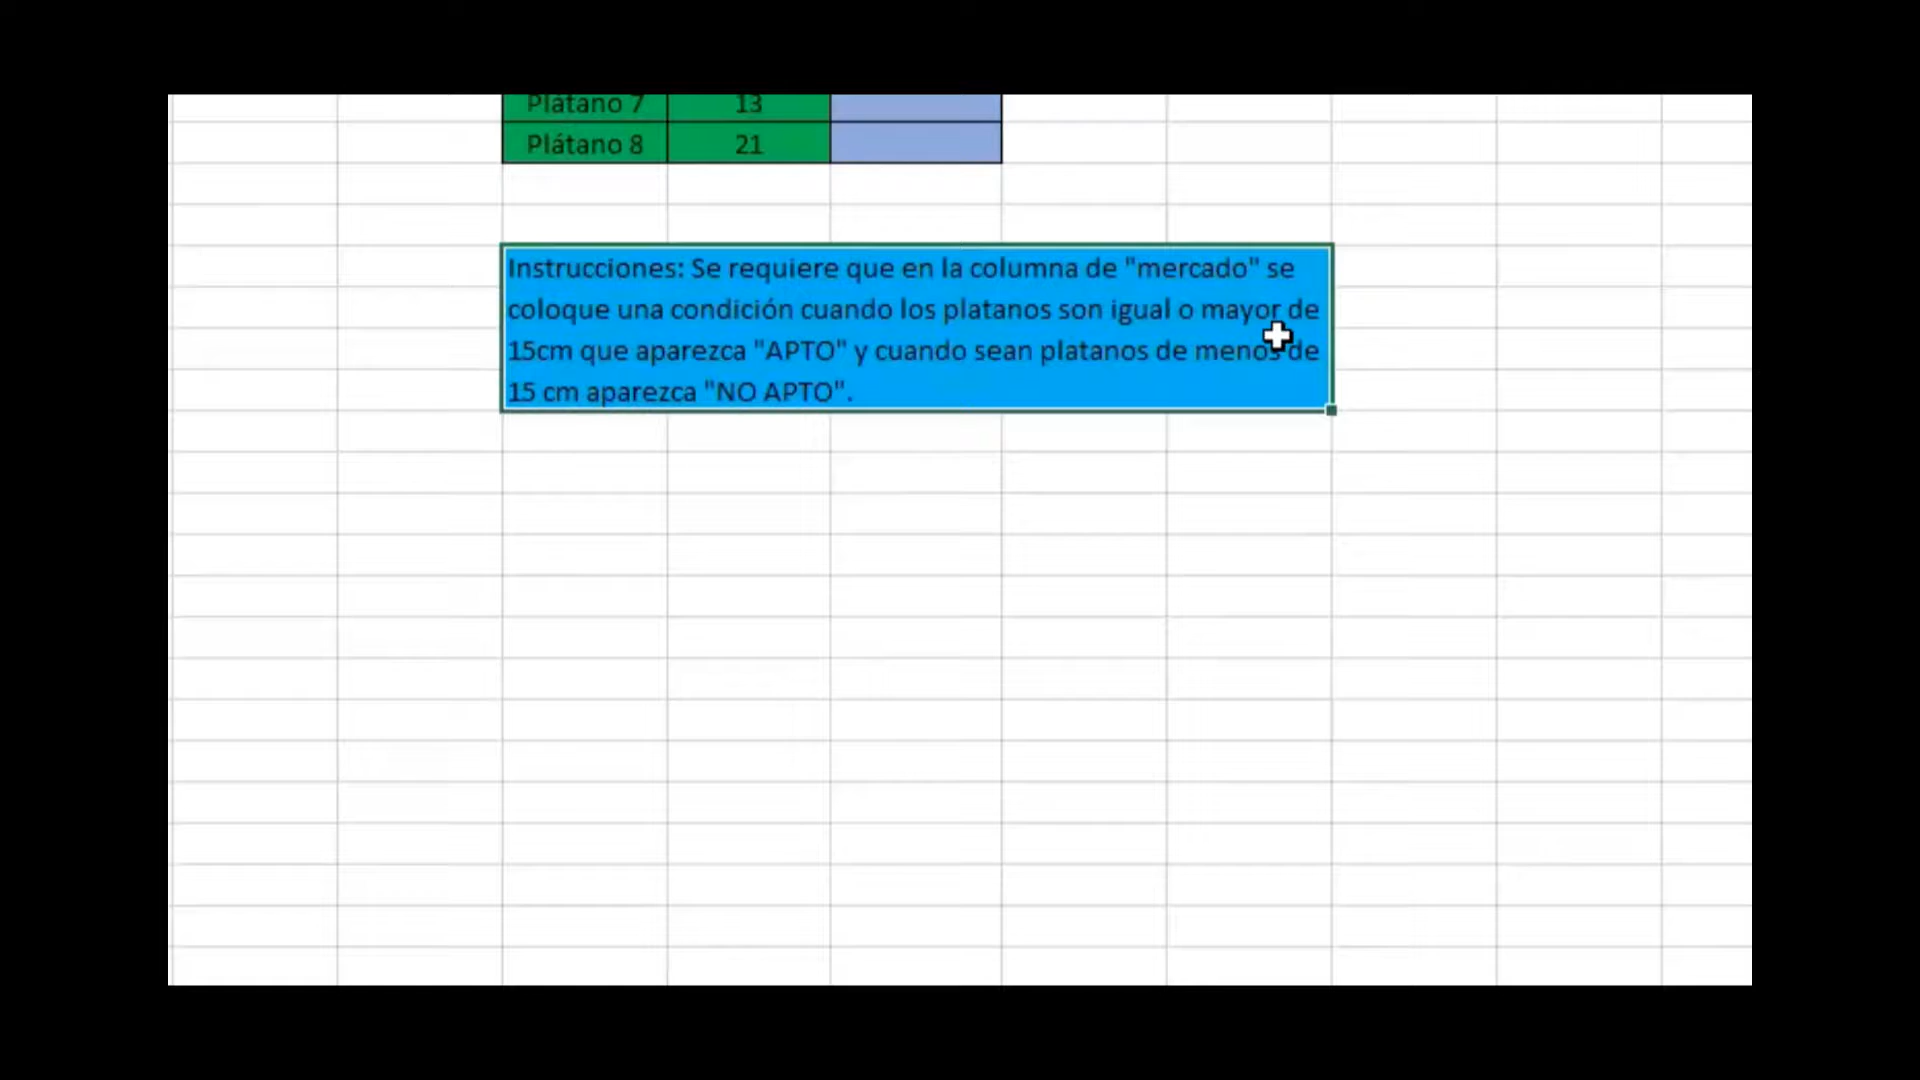 Plátano 7 13
Plátano 8 21
Instrucciones: Se requiere que en la columna de "mercado" se
coloque una condición cuando los platanos son igual o mayor de
15cm que aparezca "APTO" y cuando sean platanos de menos de
15 cm aparezca "NO APTO".